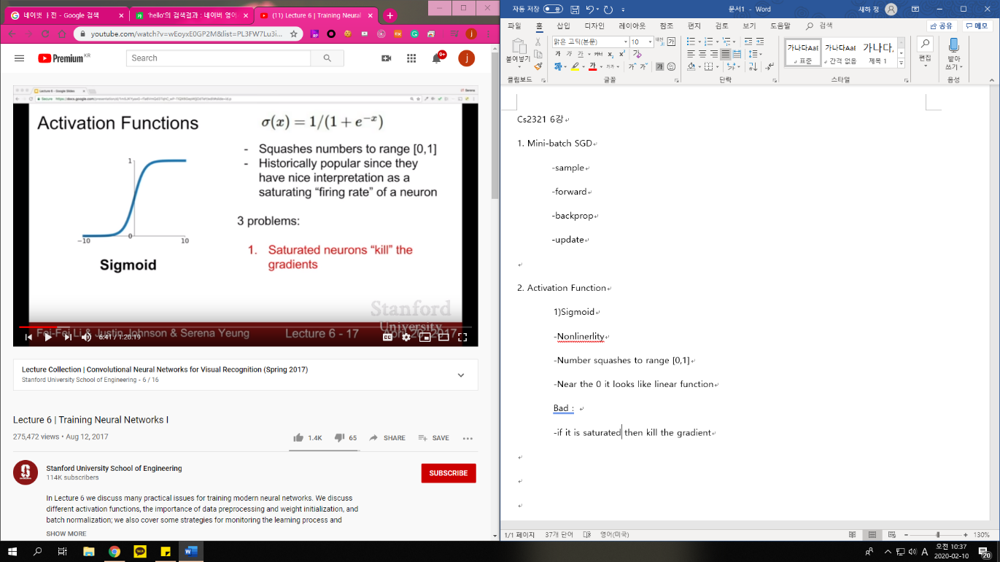 네이벗 사전 - Google 검색
'hello'의 검색결과 : 네이버 영어
(11) Lecture 6 | Training Neural
자동 저장
문서1 - Word
세하 정
youtube.com/watch?v=wEoyxE0GP2M&list=PL3FW7Lu3i...
파일 홈 삽입 디자인 레이아웃 참조 편지 검토 보기 도움말 검색
공유 메모
Premium KR
Search
9+
j
맑은 고딕(본문) 10
붙여넣기
클립보드
글꼴
단락
가나다AaB 가나다AaB 가나다,
표준 간격 없음 제목 1
스타일
편집
받아
쓰기
음성
Lecture 6 - Google Slides
Serena
Secure
Activation Functions
σ(x) = 1/(1 + e^{-x})
- Squashes numbers to range [0,1]
- Historically popular since they
have nice interpretation as a
saturating "firing rate" of a neuron
3 problems:
1. Saturated neurons "kill" the
gradients
1
0
-10
10
Sigmoid
Stanford
University
Fei-Fei Li & Justin Johnson & Serena Yeung Lecture 6 - 17 April 20, 2017
6:41 / 1:20:19
Lecture Collection | Convolutional Neural Networks for Visual Recognition (Spring 2017)
Stanford University School of Engineering - 6 / 16
Lecture 6 | Training Neural Networks I
275,472 views • Aug 12, 2017
1.4K 65 SHARE SAVE
Stanford University School of Engineering
114K subscribers
SUBSCRIBE
In Lecture 6 we discuss many practical issues for training modern neural networks. We discuss
different activation functions, the importance of data preprocessing and weight initialization, and
batch normalization; we also cover some strategies for monitoring the learning process and
SHOW MORE
Cs2321 6강
1. Mini-batch SGD
-sample
-forward
-backprop
-update
2. Activation Function
1)Sigmoid
-Nonlinerlity
-Number squashes to range [0,1]
-Near the 0 it looks like linear function
Bad :
-if it is saturated then kill the gradient
1/1 페이지 37개 단어 영어(미국)
130%
오전 10:37
2020-02-10
20